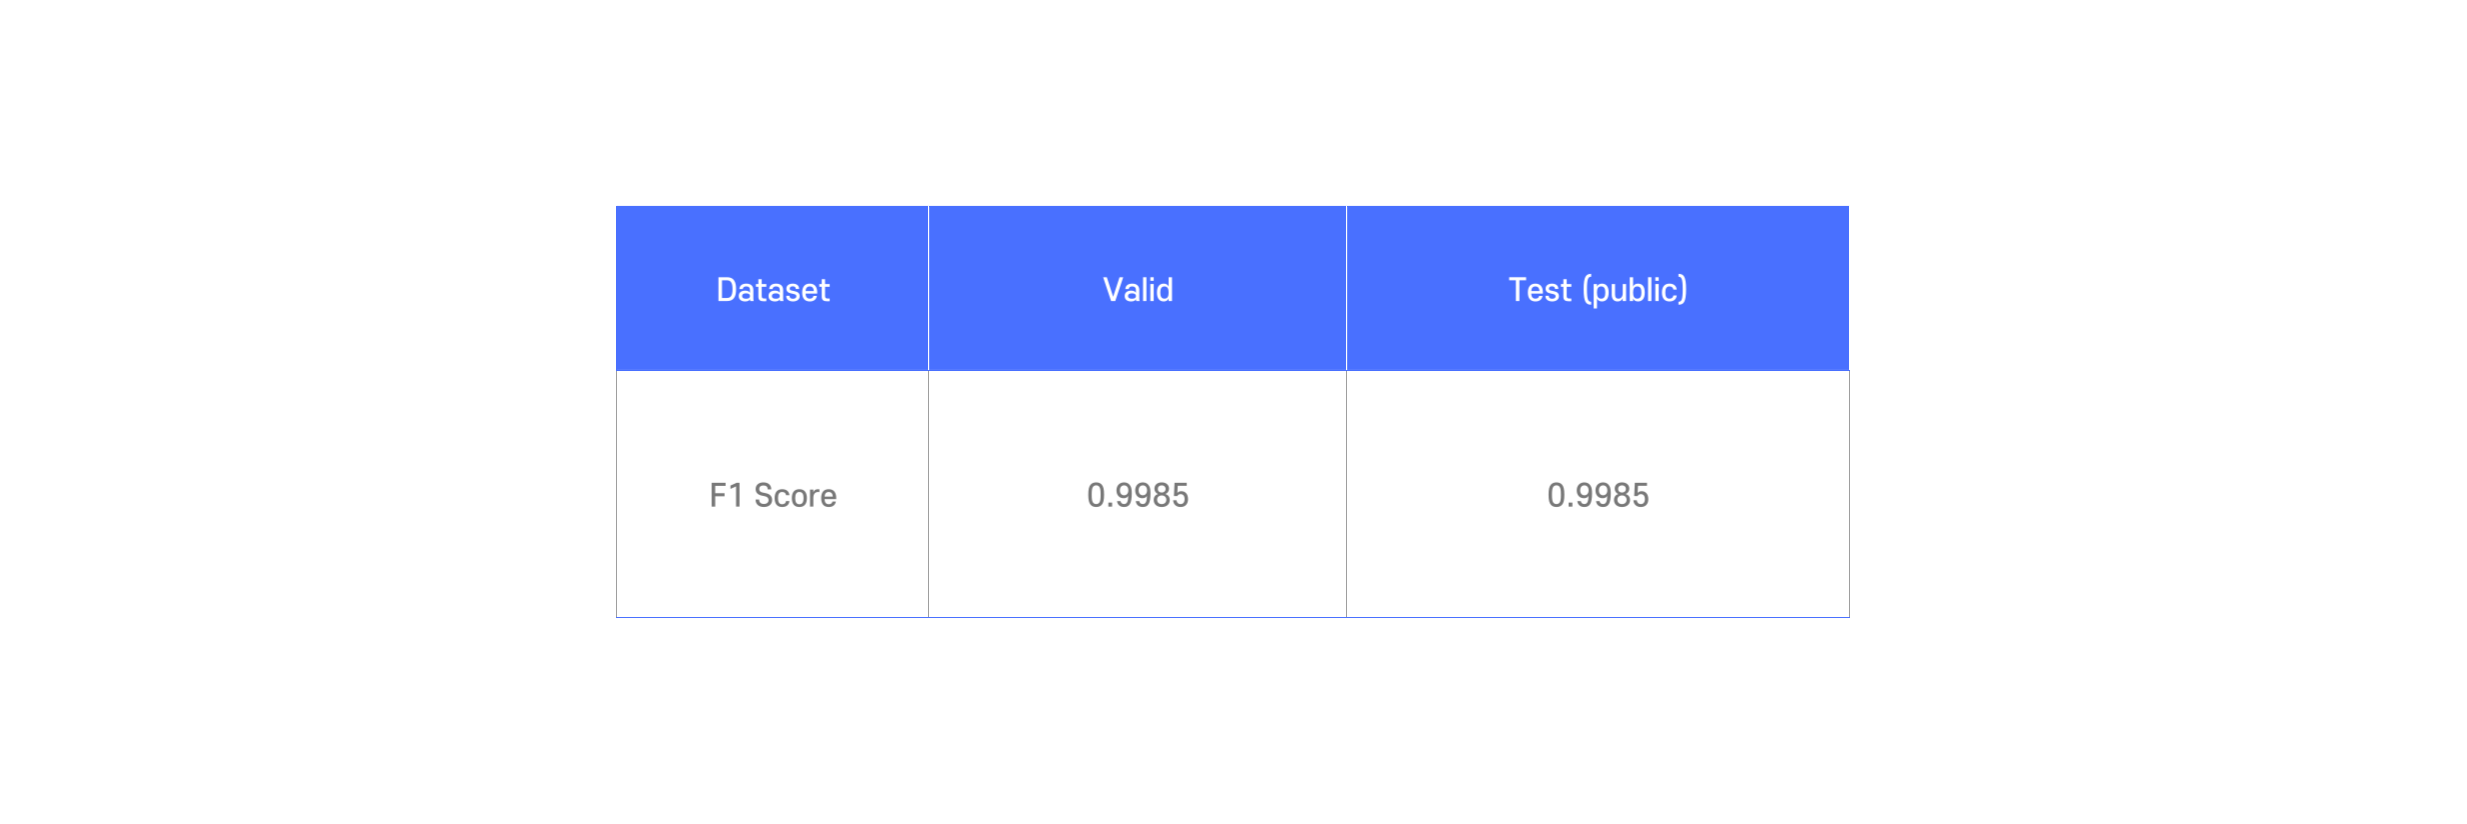 Dataset Valid Test (public)
F1 Score 0.9985 0.9985